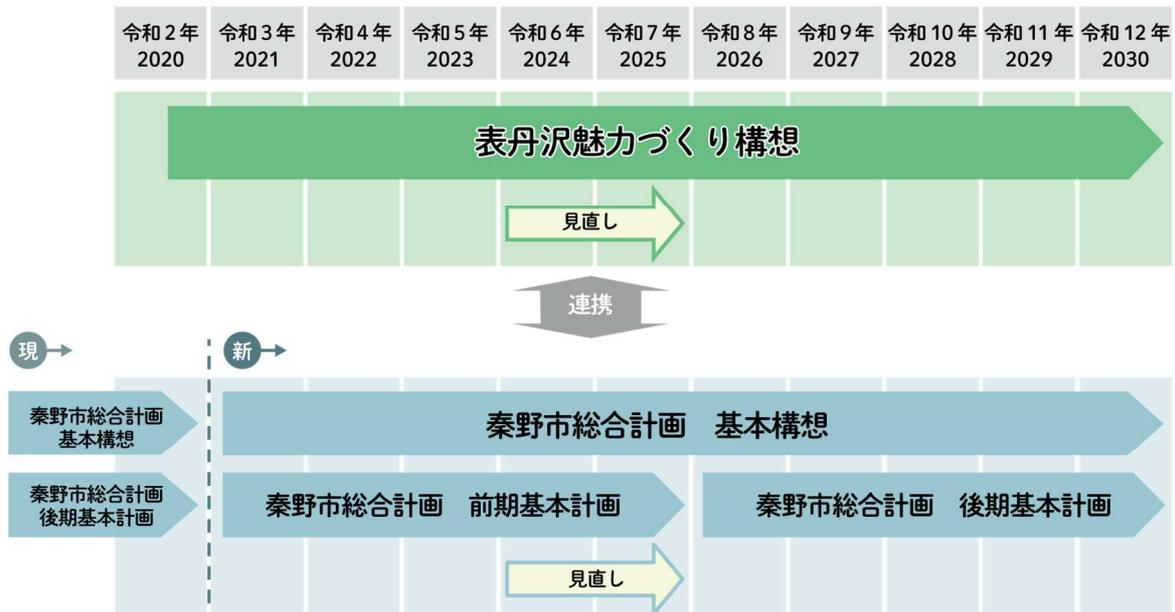 令和2年 令和3年 令和4年 令和5年 令和6年 令和7年 令和8年 令和9年 令和10年 令和11年 令和12年
2020 2021 2022 2023 2024 2025 2026 2027 2028 2029 2030
表丹沢魅力づくり構想
見直し
連携
現 新
秦野市総合計画
基本構想
秦野市総合計画 基本構想
秦野市総合計画
後期基本計画
秦野市総合計画 前期基本計画
秦野市総合計画 後期基本計画
見直し